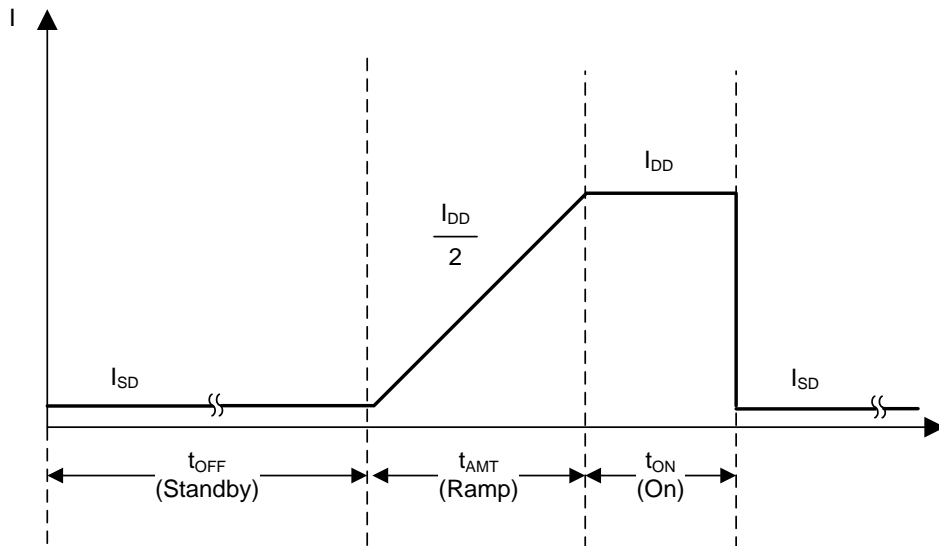 I
I_DD
I_DD
2
I_SD
I_SD
t_OFF
(Standby)
t_AMT
(Ramp)
t_ON
(On)